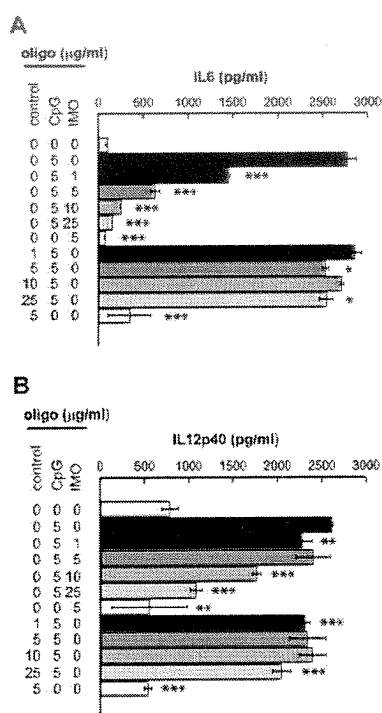 A
oligo (µg/ml)
IL6 (pg/ml)
control CpG IMO
0 500 1000 1500 2000 2500 3000
0 0 0
0 5 0
0 5 1 ***
0 5 5 ***
0 5 10 ***
0 5 25 ***
0 0 5 ***
1 5 0
5 5 0 *
10 5 0
25 5 0 *
5 0 0 ***
B
oligo (µg/ml)
IL12p40 (pg/ml)
control CpG IMO
0 500 1000 1500 2000 2500 3000
0 0 0
0 5 0
0 5 1 **
0 5 5
0 5 10 ***
0 5 25 ***
0 0 5 **
1 5 0 ***
5 5 0
10 5 0
25 5 0 ***
5 0 0 ***